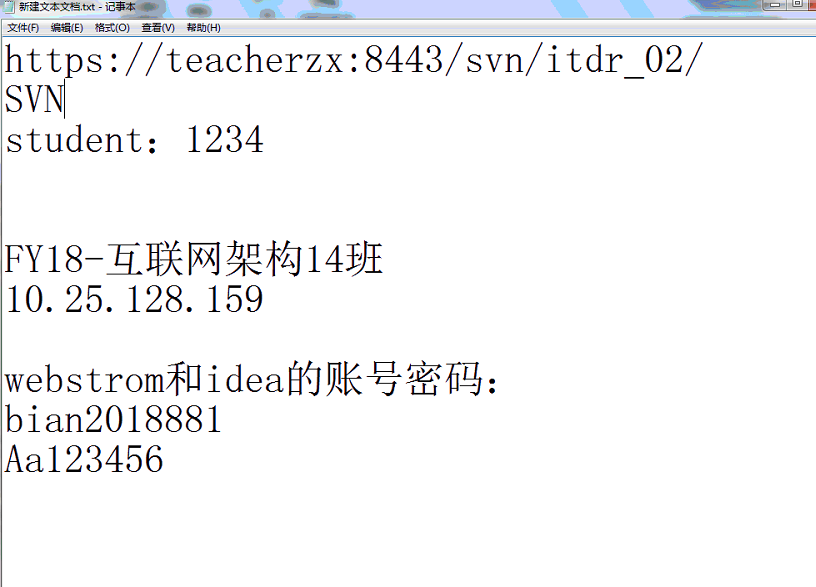 新建文本文档.txt - 记事本
文件(F) 编辑(E) 格式(O) 查看(V) 帮助(H)
https://teacherzx:8443/svn/itdr_02/
SVN
student：1234
FY18-互联网架构14班
10.25.128.159
webstrom和idea的账号密码：
bian2018881
Aa123456